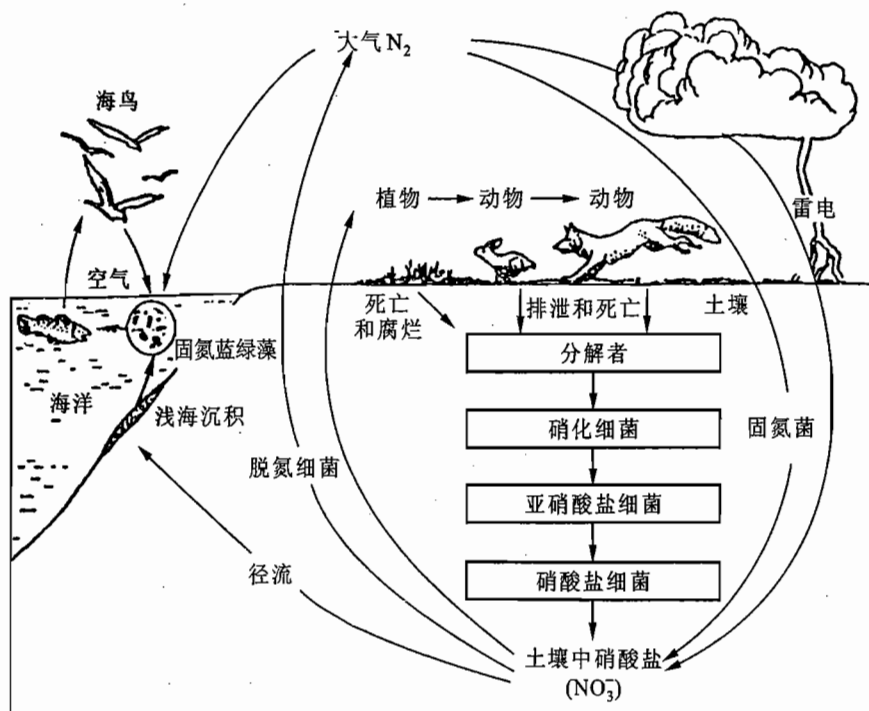 大气N₂
海鸟
植物 → 动物 → 动物
雷电
空气
死亡
和腐烂
排泄和死亡
土壤
固氮蓝绿藻
分解者
海洋
浅海沉积
硝化细菌
固氮菌
脱氮细菌
亚硝酸盐细菌
径流
硝酸盐细菌
土壤中硝酸盐
(NO₃⁻)